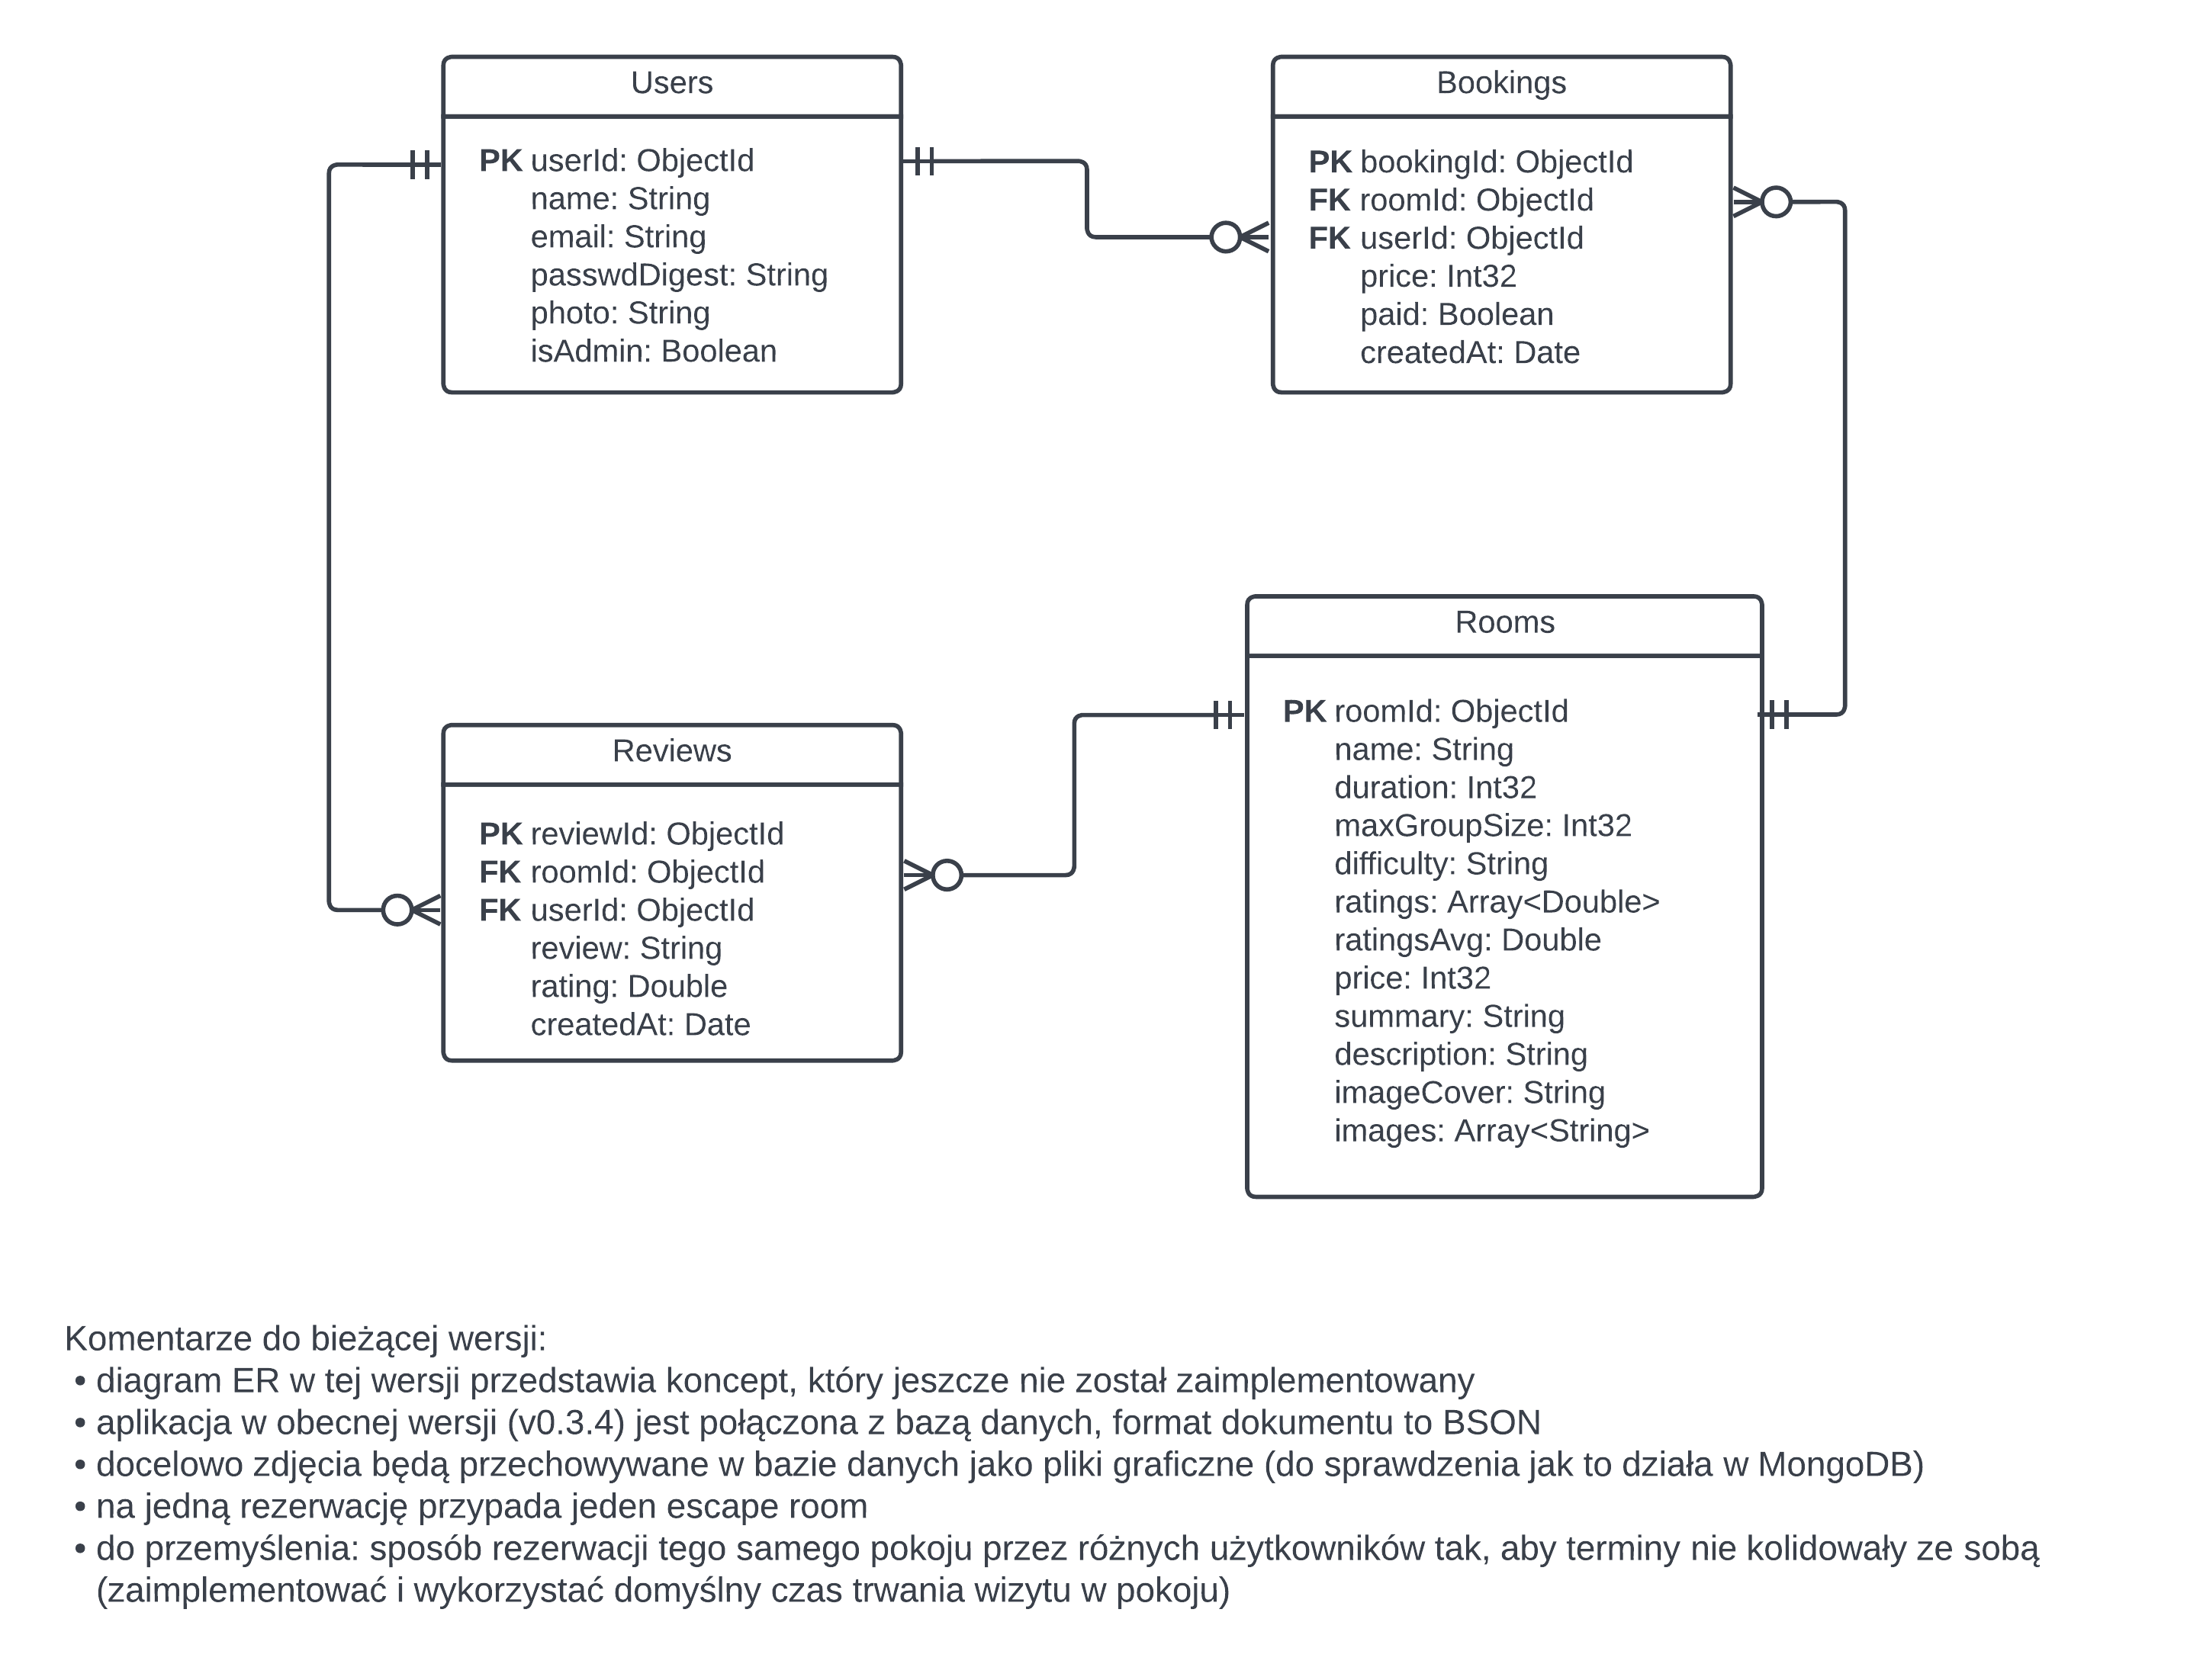 Users
PK userId: ObjectId
name: String
email: String
passwdDigest: String
photo: String
isAdmin: Boolean
Bookings
PK bookingId: ObjectId
FK roomId: ObjectId
FK userId: ObjectId
price: Int32
paid: Boolean
createdAt: Date
Reviews
PK reviewId: ObjectId
FK roomId: ObjectId
FK userId: ObjectId
review: String
rating: Double
createdAt: Date
Rooms
PK roomId: ObjectId
name: String
duration: Int32
maxGroupSize: Int32
difficulty: String
ratings: Array<Double>
ratingsAvg: Double
price: Int32
summary: String
description: String
imageCover: String
images: Array<String>
Komentarze do bieżącej wersji:
• diagram ER w tej wersji przedstawia koncept, który jeszcze nie został zaimplementowany
• aplikacja w obecnej wersji (v0.3.4) jest połączona z bazą danych, format dokumentu to BSON
• docelowo zdjęcia będą przechowywane w bazie danych jako pliki graficzne (do sprawdzenia jak to działa w MongoDB)
• na jedną rezerwację przypada jeden escape room
• do przemyślenia: sposób rezerwacji tego samego pokoju przez różnych użytkowników tak, aby terminy nie kolidowały ze sobą
(zaimplementować i wykorzystać domyślny czas trwania wizytu w pokoju)